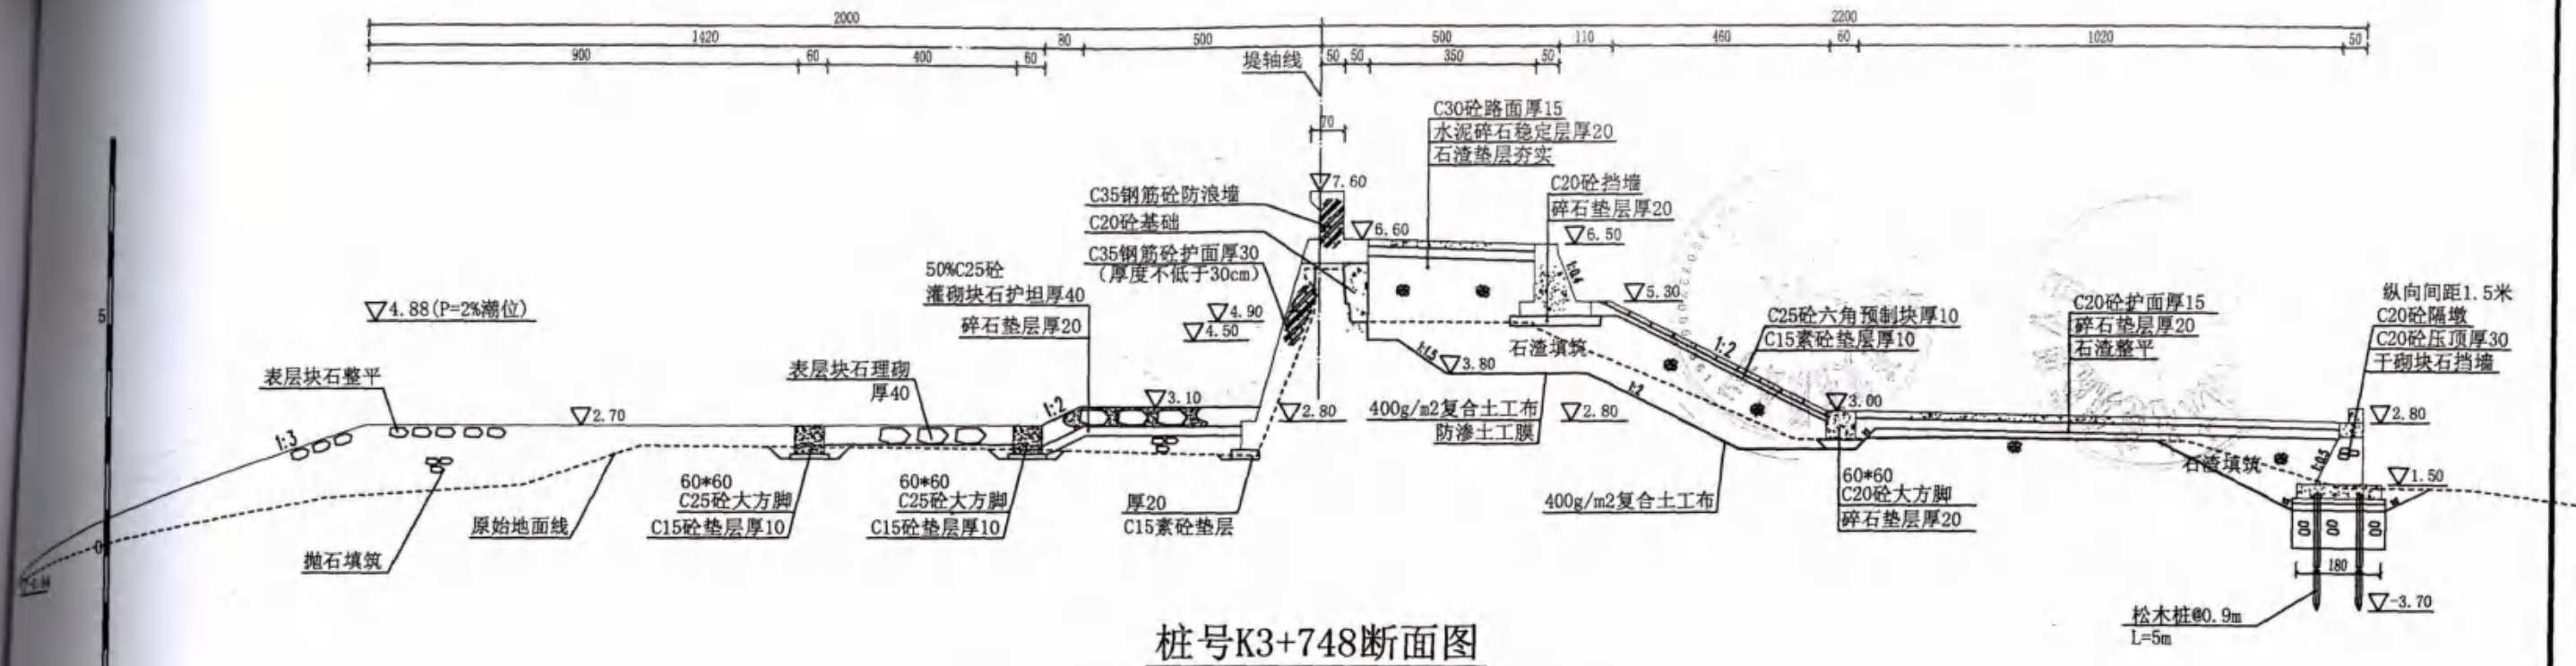 2000
2200
1420
80
500
500
110
460
60
1020
50
900
60
400
60
50
50
350
50
堤轴线
70
C30砼路面厚15
水泥碎石稳定层厚20
石渣垫层夯实
▽7.60
C35钢筋砼防浪墙
C20砼基础
C35钢筋砼护面厚30
(厚度不低于30cm)
▽6.60
C20砼挡墙
碎石垫层厚20
▽6.50
1:0.4
50%C25砼
灌砌块石护坦厚40
碎石垫层厚20
▽4.90
▽4.50
▽5.30
C25砼六角预制块厚10
C15素砼垫层厚10
1:2
C20砼护面厚15
碎石垫层厚20
石渣整平
纵向间距1.5米
C20砼隔墩
C20砼压顶厚30
干砌块石挡墙
5
▽4.88(P=2%潮位)
表层块石整平
表层块石理砌
厚40
石渣填筑
1:1.5
▽3.80
1:2
1:2
▽3.10
▽2.80
400g/m2复合土工布
防渗土工膜
▽2.80
▽3.00
▽2.80
▽2.70
1:3
石渣填筑
1:0.5
▽1.50
60*60
C25砼大方脚
C15砼垫层厚10
60*60
C25砼大方脚
C15砼垫层厚10
厚20
C15素砼垫层
400g/m2复合土工布
60*60
C20砼大方脚
碎石垫层厚20
原始地面线
抛石填筑
0
180
▽-3.70
松木桩@0.9m
L=5m
桩号K3+748断面图